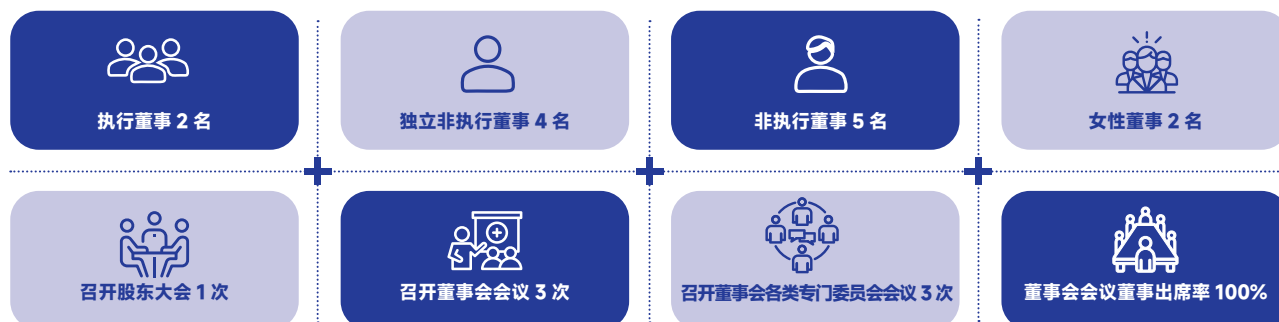 执行董事 2 名
独立非执行董事 4 名
非执行董事 5 名
女性董事 2 名
召开股东大会 1 次
召开董事会会议 3 次
召开董事会各类专门委员会会议 3 次
董事会会议董事出席率 100%